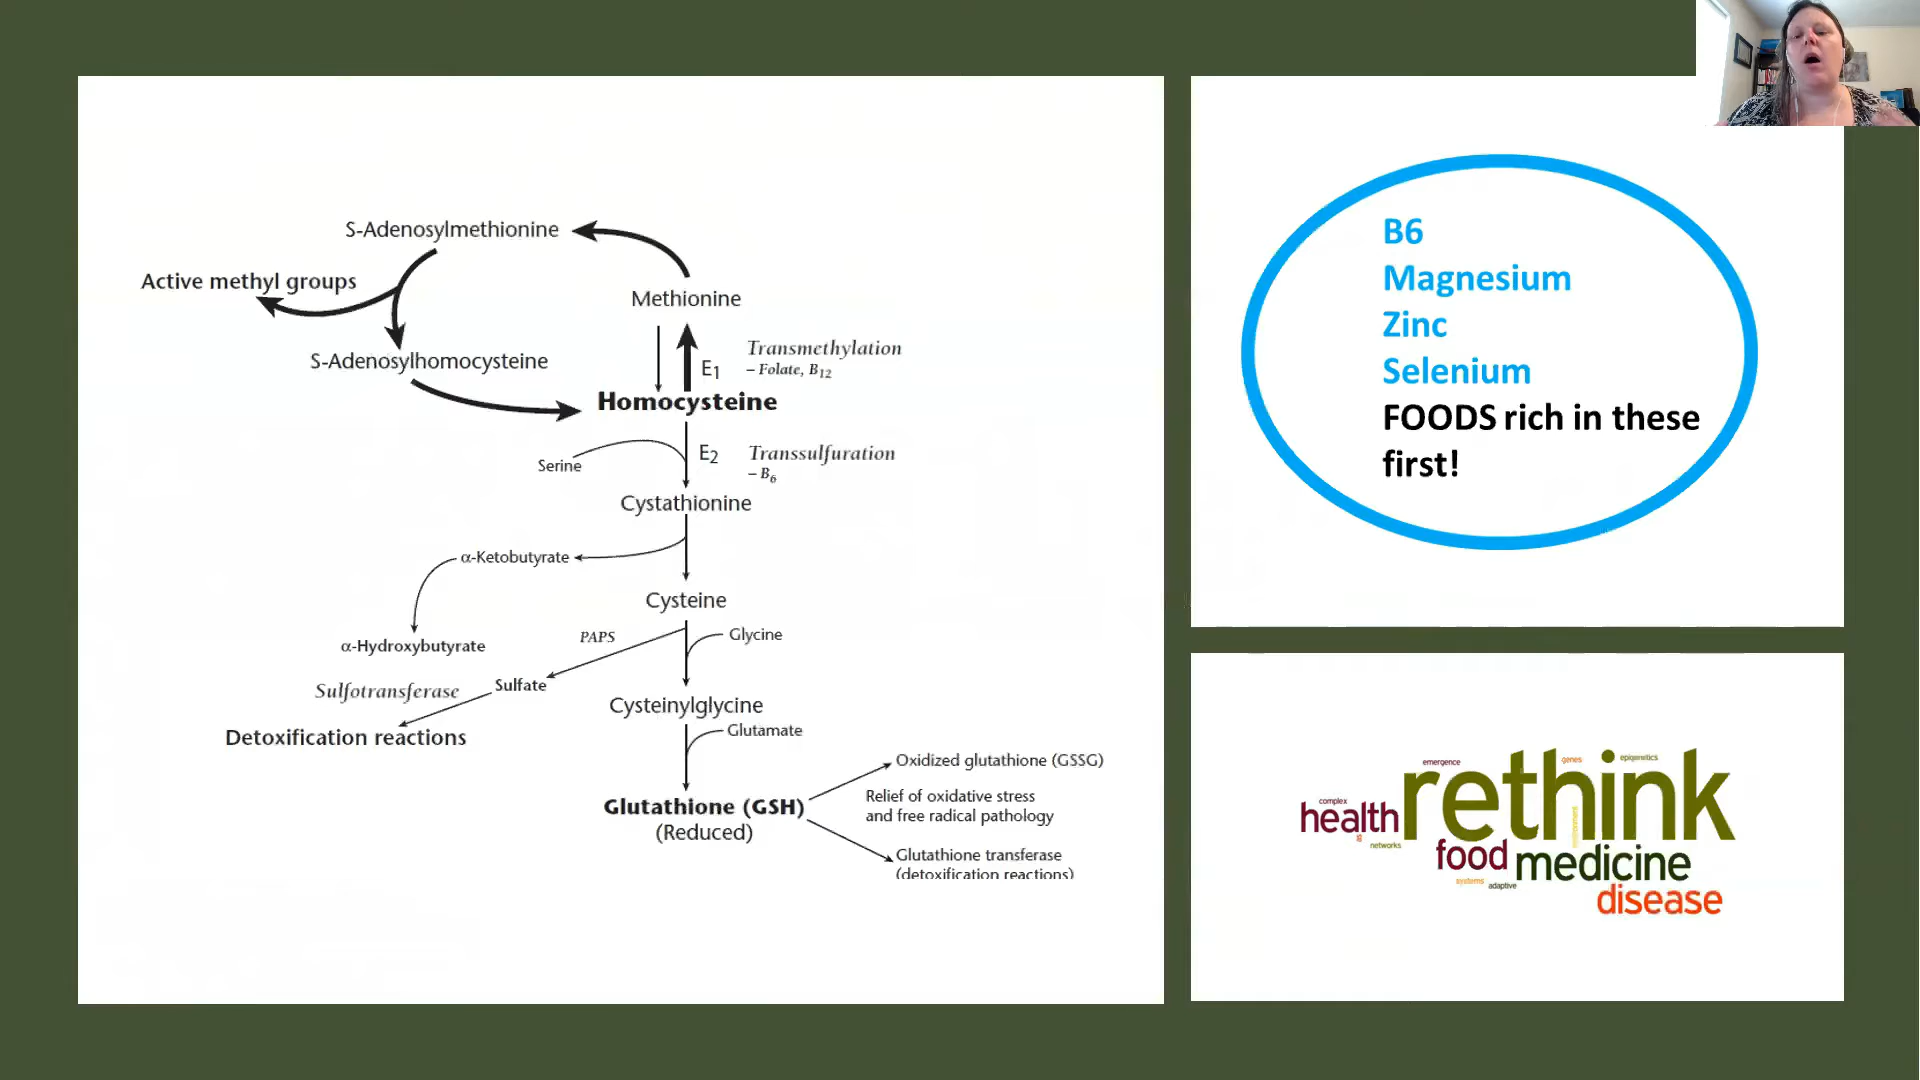 S-Adenosylmethionine
Active methyl groups
Methionine
S-Adenosylhomocysteine
E1
Transmethylation
– Folate, B12
Homocysteine
Serine
E2
Transsulfuration
– B6
Cystathionine
α-Ketobutyrate
Cysteine
α-Hydroxybutyrate
PAPS
Glycine
Sulfotransferase
Sulfate
Cysteinylglycine
Detoxification reactions
Glutamate
Glutathione (GSH)
(Reduced)
Oxidized glutathione (GSSG)
Relief of oxidative stress
and free radical pathology
Glutathione transferase
(detoxification reactions)
B6
Magnesium
Zinc
Selenium
FOODS rich in these
first!
emergence
genes
epigenetics
rethink
complex
health
networks
food
medicine
systems
adaptive
disease